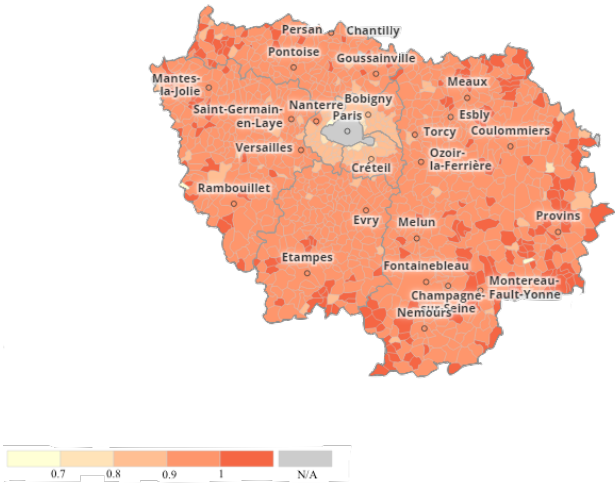 Persan
Chantilly
Pontoise
Goussainville
Mantes-
la-Jolie
Meaux
Saint-Germain-
en-Laye
Nanterre
Bobigny
Paris
Esbly
Torcy
Coulommiers
Versailles
Créteil
Ozoir-
la-Ferrière
Rambouillet
Evry
Melun
Provins
Etampes
Fontainebleau
Champagne-
sur-Seine
Montereau-
Fault-Yonne
Nemours
0.7 0.8 0.9 1 N/A